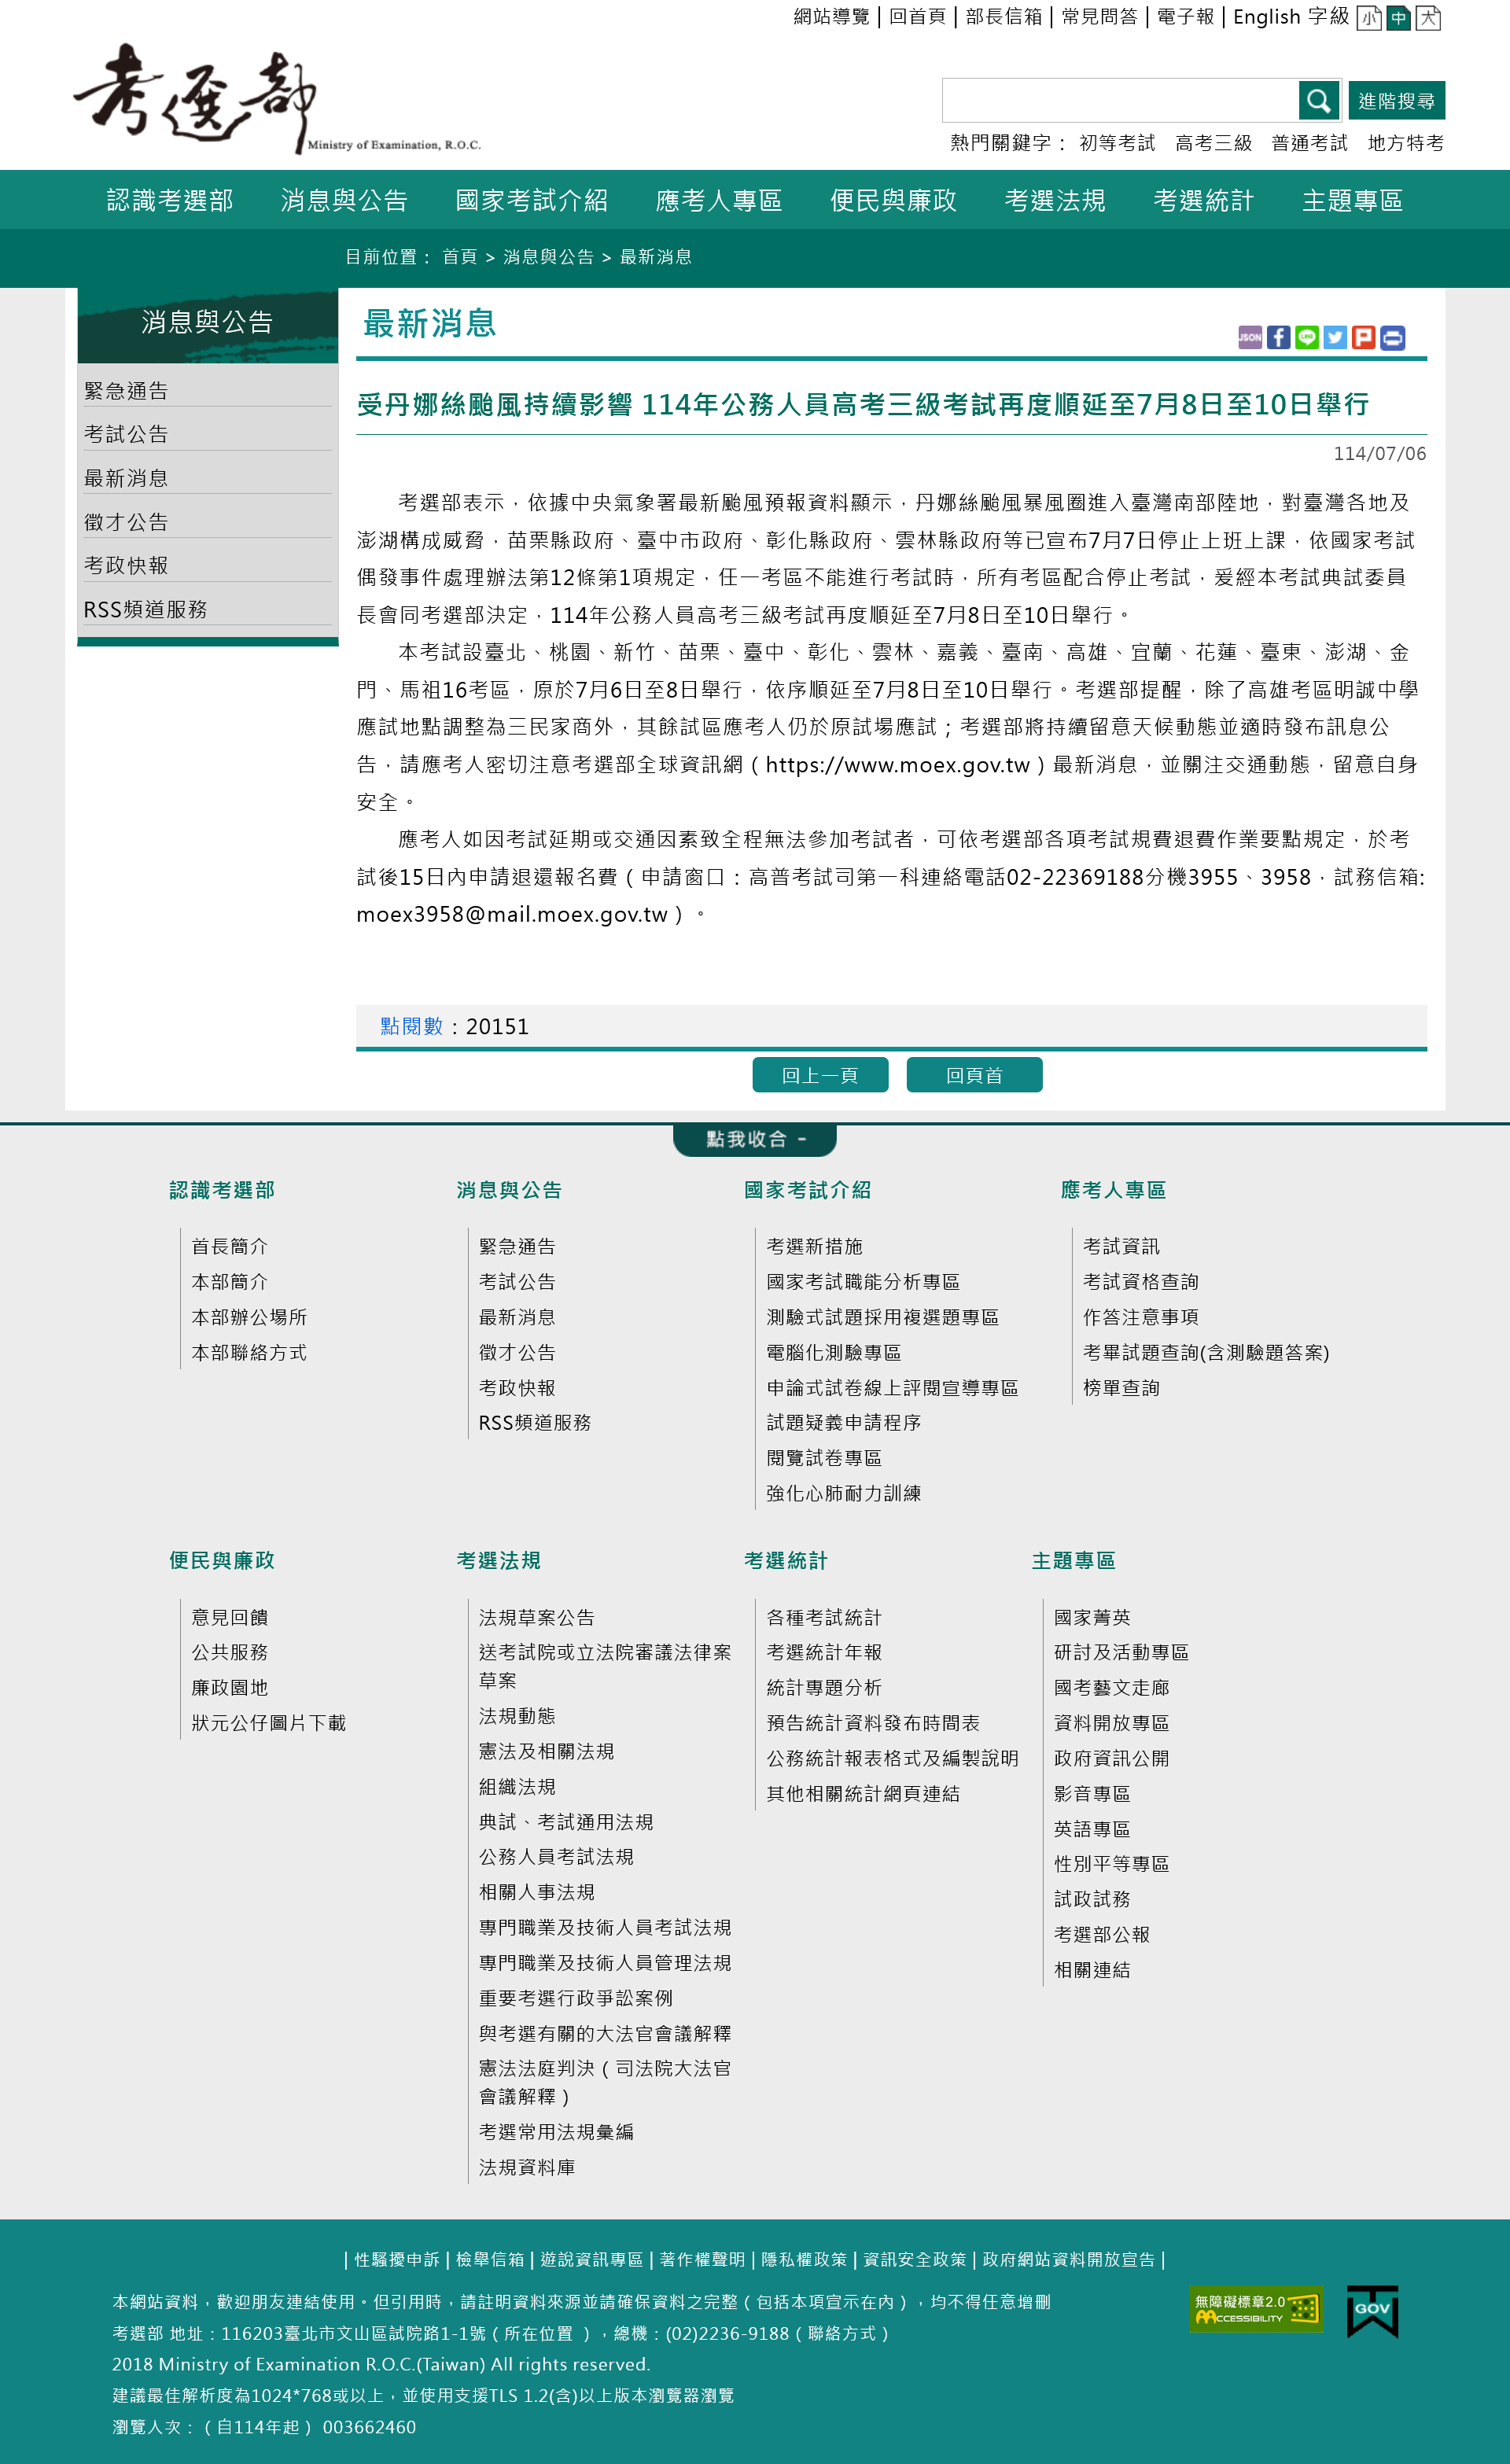 網站導覽 | 回首頁 | 部長信箱 | 常見問答 | 電子報 | English 字級 小 中 大
考選部
Ministry of Examination, R.O.C.
進階搜尋
熱門關鍵字： 初等考試 高考三級 普通考試 地方特考
認識考選部 消息與公告 國家考試介紹 應考人專區 便民與廉政 考選法規 考選統計 主題專區
目前位置： 首頁 > 消息與公告 > 最新消息
消息與公告
緊急通告
考試公告
最新消息
徵才公告
考政快報
RSS頻道服務
最新消息
JSON
受丹娜絲颱風持續影響 114年公務人員高考三級考試再度順延至7月8日至10日舉行
114/07/06
考選部表示，依據中央氣象署最新颱風預報資料顯示，丹娜絲颱風暴風圈進入臺灣南部陸地，對臺灣各地及
澎湖構成威脅，苗栗縣政府、臺中市政府、彰化縣政府、雲林縣政府等已宣布7月7日停止上班上課，依國家考試
偶發事件處理辦法第12條第1項規定，任一考區不能進行考試時，所有考區配合停止考試，爰經本考試典試委員
長會同考選部決定，114年公務人員高考三級考試再度順延至7月8日至10日舉行。
本考試設臺北、桃園、新竹、苗栗、臺中、彰化、雲林、嘉義、臺南、高雄、宜蘭、花蓮、臺東、澎湖、金
門、馬祖16考區，原於7月6日至8日舉行，依序順延至7月8日至10日舉行。考選部提醒，除了高雄考區明誠中學
應試地點調整為三民家商外，其餘試區應考人仍於原試場應試；考選部將持續留意天候動態並適時發布訊息公
告，請應考人密切注意考選部全球資訊網（https://www.moex.gov.tw）最新消息，並關注交通動態，留意自身
安全。
應考人如因考試延期或交通因素致全程無法參加考試者，可依考選部各項考試規費退費作業要點規定，於考
試後15日內申請退還報名費（申請窗口：高普考試司第一科連絡電話02-22369188分機3955、3958，試務信箱:
moex3958@mail.moex.gov.tw）。
點閱數：20151
回上一頁 回頁首
點我收合 －
認識考選部
首長簡介
本部簡介
本部辦公場所
本部聯絡方式
消息與公告
緊急通告
考試公告
最新消息
徵才公告
考政快報
RSS頻道服務
國家考試介紹
考選新措施
國家考試職能分析專區
測驗式試題採用複選題專區
電腦化測驗專區
申論式試卷線上評閱宣導專區
試題疑義申請程序
閱覽試卷專區
強化心肺耐力訓練
應考人專區
考試資訊
考試資格查詢
作答注意事項
考畢試題查詢(含測驗題答案)
榜單查詢
便民與廉政
意見回饋
公共服務
廉政園地
狀元公仔圖片下載
考選法規
法規草案公告
送考試院或立法院審議法律案
草案
法規動態
憲法及相關法規
組織法規
典試、考試通用法規
公務人員考試法規
相關人事法規
專門職業及技術人員考試法規
專門職業及技術人員管理法規
重要考選行政爭訟案例
與考選有關的大法官會議解釋
憲法法庭判決（司法院大法官
會議解釋）
考選常用法規彙編
法規資料庫
考選統計
各種考試統計
考選統計年報
統計專題分析
預告統計資料發布時間表
公務統計報表格式及編製說明
其他相關統計網頁連結
主題專區
國家菁英
研討及活動專區
國考藝文走廊
資料開放專區
政府資訊公開
影音專區
英語專區
性別平等專區
試政試務
考選部公報
相關連結
| 性騷擾申訴 | 檢舉信箱 | 遊說資訊專區 | 著作權聲明 | 隱私權政策 | 資訊安全政策 | 政府網站資料開放宣告 |
本網站資料，歡迎朋友連結使用。但引用時，請註明資料來源並請確保資料之完整（包括本項宣示在內），均不得任意增刪
考選部 地址：116203臺北市文山區試院路1-1號（所在位置 ），總機：(02)2236-9188（聯絡方式）
2018 Ministry of Examination R.O.C.(Taiwan) All rights reserved.
建議最佳解析度為1024*768或以上，並使用支援TLS 1.2(含)以上版本瀏覽器瀏覽
瀏覽人次：（自114年起） 003662460
無障礙標章2.0
ACCESSIBILITY
GOV